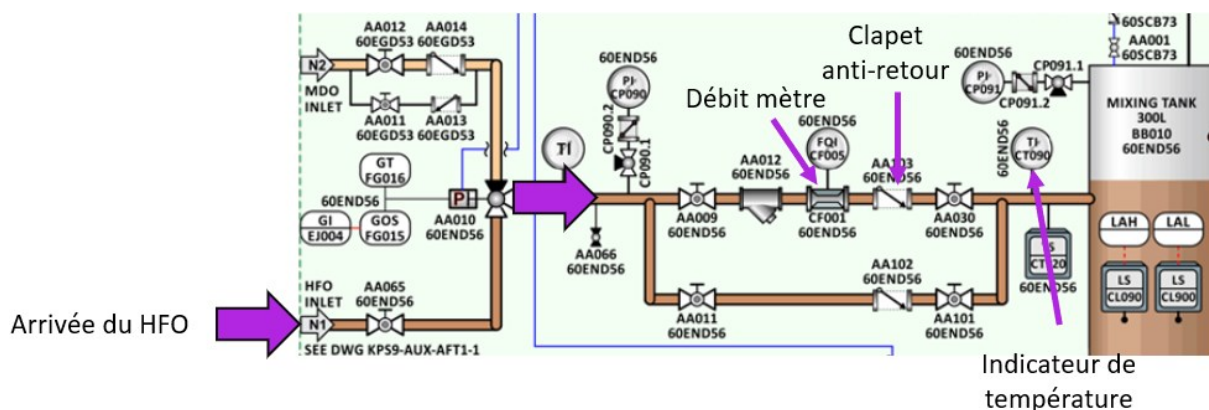 AA012
60EGD53
AA014
60EGD53
N2
MDO
INLET
AA011
60EGD53
AA013
60EGD53
GT
FG016
60END56
GI
EJ004
GOS
FG015
P
AA010
60END56
HFO
INLET
AA065
60END56
N1
SEE DWG KPS9-AUX-AFT1-1
Arrivée du HFO
TI
60END56
PI
CP090
CP090.2
CP090.1
AA066
60END56
AA009
60END56
AA012
60END56
Débit mètre
60END56
FQI
CF005
CF001
60END56
Clapet
anti-retour
AA103
60END56
AA030
60END56
AA011
60END56
AA102
60END56
AA101
60END56
60END56
PI
CP091
CP091.2
CP091.1
60END56
TI
CT090
60END56
Indicateur de
température
60SCB73
AA001
60SCB73
MIXING TANK
300L
BB010
60END56
LAH
LAL
LS
CL090
LS
CL900